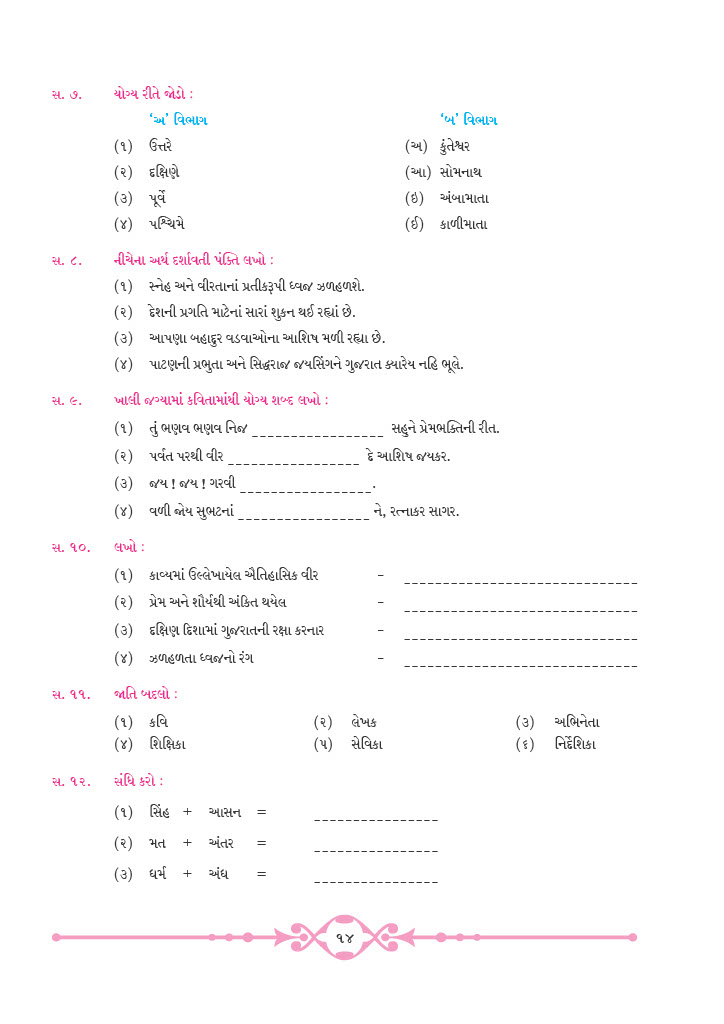 સ. ૭. યોગ્ય રીતે જોડો :
‘અ’ વિભાગ ‘બ’ વિભાગ
(૧) ઉત્તરે (અ) કુંતેશ્વર
(૨) દક્ષિણે (આ) સોમનાથ
(૩) પૂર્વે (ઇ) અંબામાતા
(૪) પશ્ચિમે (ઈ) કાળીમાતા
સ. ૮. નીચેના અર્થ દર્શાવતી પંક્તિ લખો :
(૧) સ્નેહ અને વીરતાનાં પ્રતીકરૂપી ધ્વજ ઝળહળશે.
(૨) દેશની પ્રગતિ માટેનાં સારાં શુકન થઈ રહ્યાં છે.
(૩) આપણા બહાદુર વડવાઓના આશિષ મળી રહ્યા છે.
(૪) પાટણની પ્રભુતા અને સિદ્ધરાજ જયસિંગને ગુજરાત ક્યારેય નહિ ભૂલે.
સ. ૯. ખાલી જગ્યામાં કવિતામાંથી યોગ્ય શબ્દ લખો :
(૧) તું ભણવ ભણવ નિજ _________________ સહુને પ્રેમભક્તિની રીત.
(૨) પર્વત પરથી વીર _________________ દે આશિષ જયકર.
(૩) જય ! જય ! ગરવી _________________.
(૪) વળી જોય સુભટનાં _________________ ને, રત્નાકર સાગર.
સ. ૧૦. લખો :
(૧) કાવ્યમાં ઉલ્લેખાયેલ ઐતિહાસિક વીર – ______________________________
(૨) પ્રેમ અને શૌર્યથી અંકિત થયેલ – ______________________________
(૩) દક્ષિણ દિશામાં ગુજરાતની રક્ષા કરનાર – ______________________________
(૪) ઝળહળતા ધ્વજનો રંગ – ______________________________
સ. ૧૧. જાતિ બદલો :
(૧) કવિ (૨) લેખક (૩) અભિનેતા
(૪) શિક્ષિકા (૫) સેવિકા (૬) નિર્દેશિકા
સ. ૧૨. સંધિ કરો :
(૧) સિંહ + આસન = ________________
(૨) મત + અંતર = ________________
(૩) ધર્મ + અંધ = ________________
૧૪